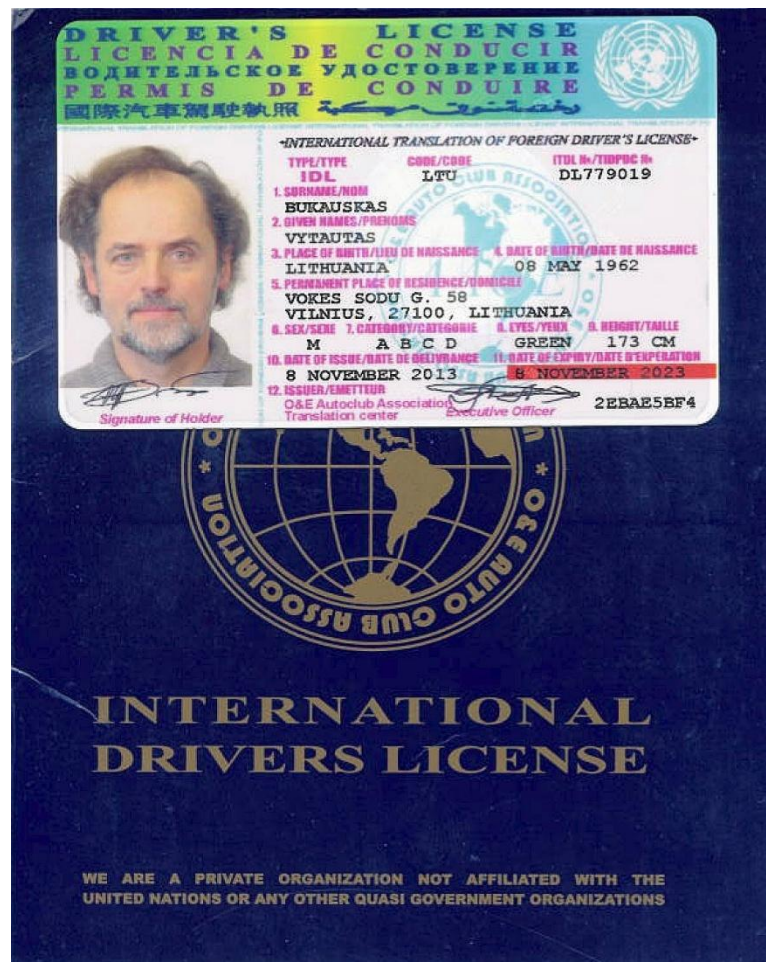 DRIVER'S LICENSE
LICENCIA DE CONDUCIR
ВОДИТЕЛЬСКОЕ УДОСТОВЕРЕНИЕ
PERMIS DE CONDUIRE
國際汽車駕駛執照
-INTERNATIONAL TRANSLATION OF FOREIGN DRIVER'S LICENSE-
TYPE/TYPE CODE/CODE ITDL №/TIDPDC №
IDL LTU DL779019
1. SURNAME/NOM
BUKAUSKAS
2. GIVEN NAMES/PRENOMS
VYTAUTAS
3. PLACE OF BIRTH/LIEU DE NAISSANCE 4. DATE OF BIRTH/DATE DE NAISSANCE
LITHUANIA 08 MAY 1962
5. PERMANENT PLACE OF RESIDENCE/DOMICILE
VOKES SODU G. 58
VILNIUS, 27100, LITHUANIA
6. SEX/SEXE 7. CATEGORY/CATEGORIE 8. EYES/YEUX 9. HEIGHT/TAILLE
M A B C D GREEN 173 CM
10. DATE OF ISSUE/DATE DE DELIVRANCE 11. DATE OF EXPIRY/DATE D'EXPERATION
8 NOVEMBER 2013 8 NOVEMBER 2023
12. ISSUER/EMETTEUR
O&E Autoclub Association
Translation center
Executive Officer
2EBAE5BF4
Signature of Holder
O&E AUTO CLUB ASSOCIATION
INTERNATIONAL
DRIVERS LICENSE
WE ARE A PRIVATE ORGANIZATION NOT AFFILIATED WITH THE
UNITED NATIONS OR ANY OTHER QUASI GOVERNMENT ORGANIZATIONS